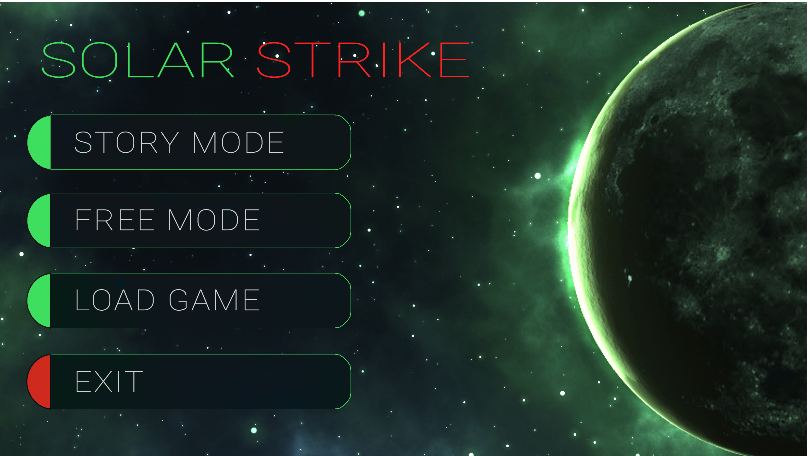 SOLAR STRIKE
STORY MODE
FREE MODE
LOAD GAME
EXIT